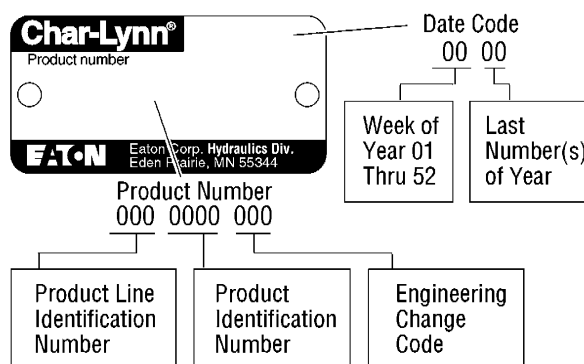 Char-Lynn®
Product number
EATON Eaton Corp. Hydraulics Div.
Eden Prairie, MN 55344
Date Code
00 00
Week of
Year 01
Thru 52
Last
Number(s)
of Year
Product Number
000 0000 000
Product Line
Identification
Number
Product
Identification
Number
Engineering
Change
Code